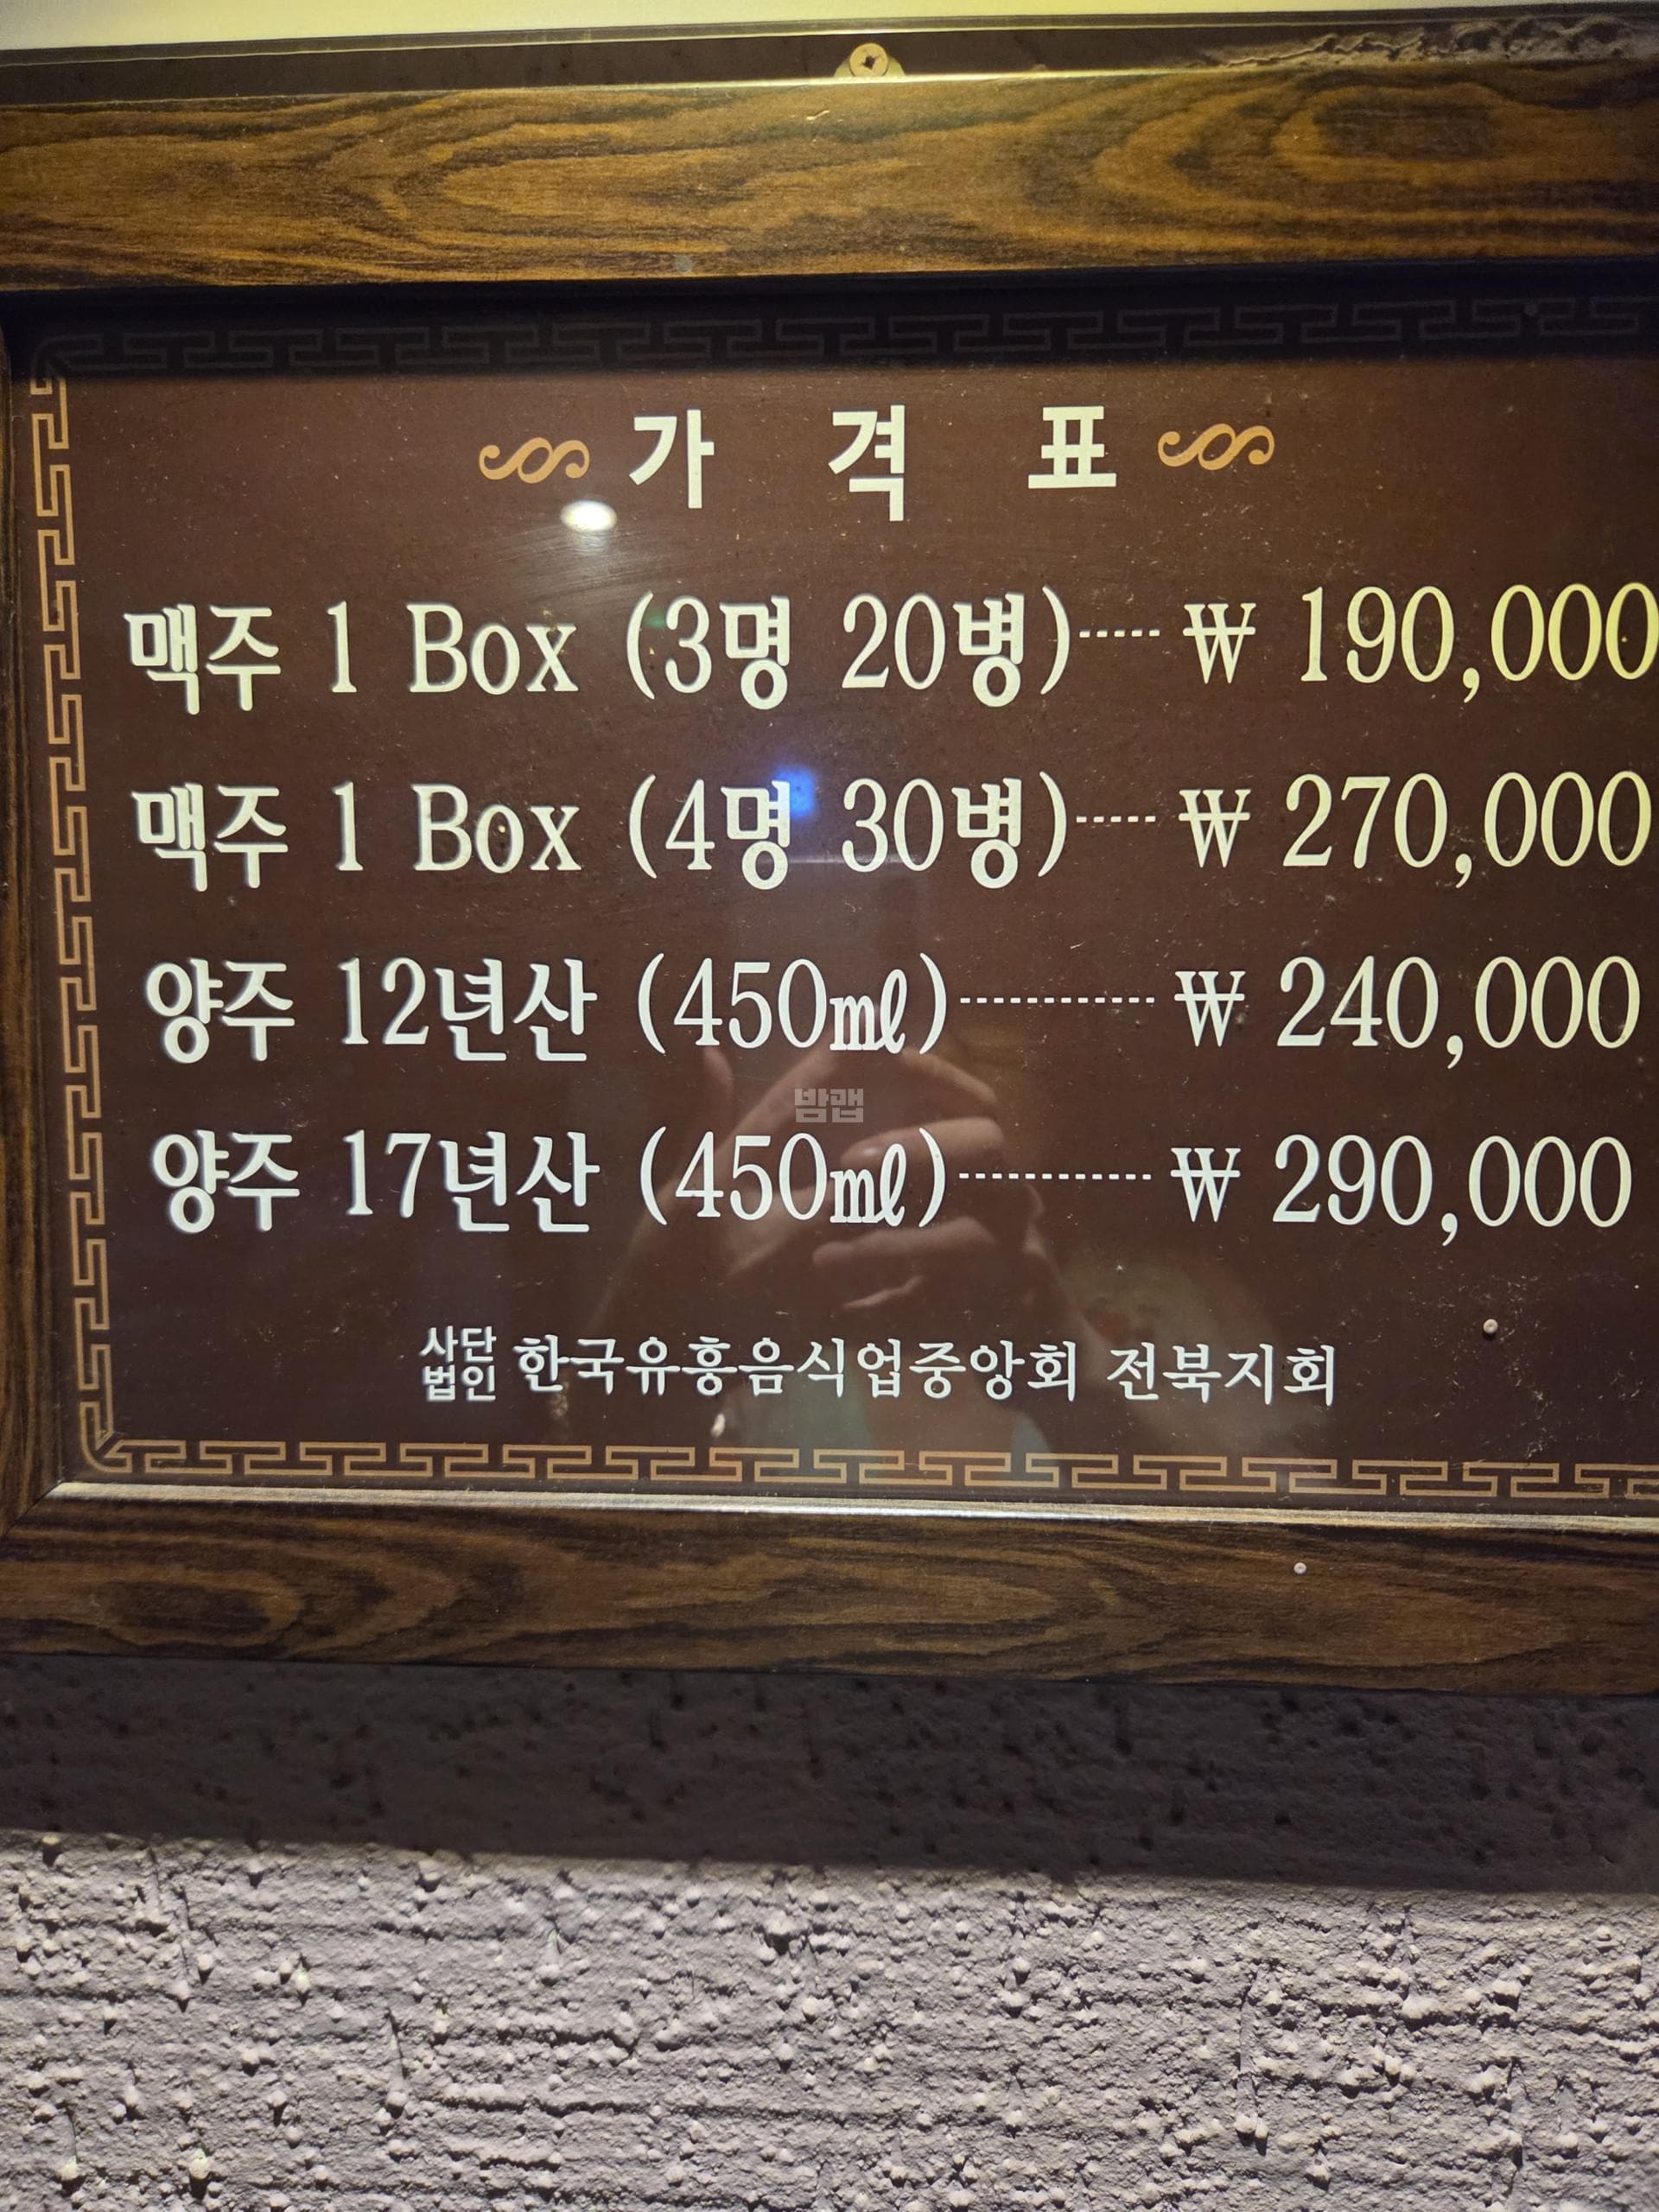 가 격 표
맥주 1 Box (3명 20병)----- ₩ 190,000
맥주 1 Box (4명 30병)----- ₩ 270,000
양주 12년산 (450㎖)------------ ₩ 240,000
밤맵
양주 17년산 (450㎖)------------ ₩ 290,000
사단법인 한국유흥음식업중앙회 전북지회